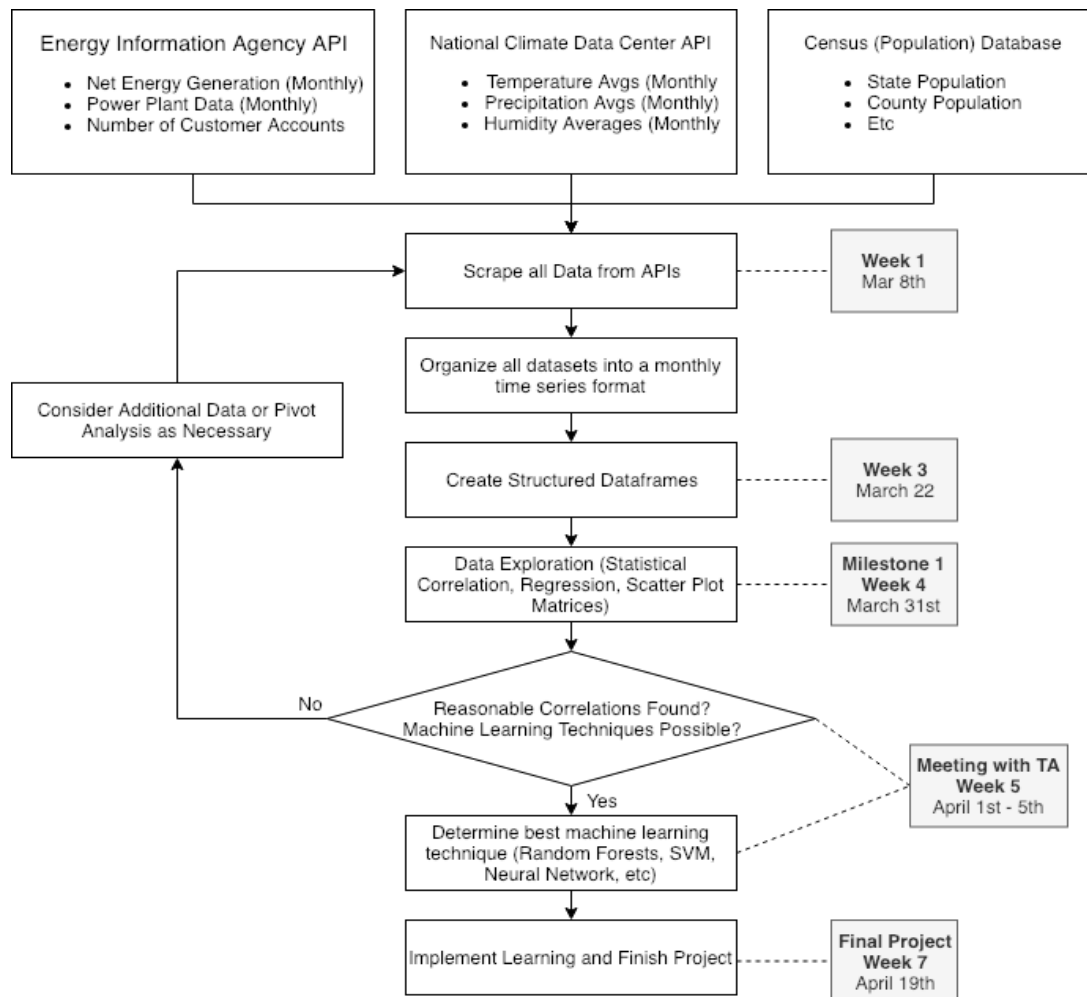 Energy Information Agency API
• Net Energy Generation (Monthly)
• Power Plant Data (Monthly)
• Number of Customer Accounts
National Climate Data Center API
• Temperature Avgs (Monthly
• Precipitation Avgs (Monthly)
• Humidity Averages (Monthly
Census (Population) Database
• State Population
• County Population
• Etc
Scrape all Data from APIs
Week 1
Mar 8th
Organize all datasets into a monthly
time series format
Consider Additional Data or Pivot
Analysis as Necessary
Create Structured Dataframes
Week 3
March 22
Data Exploration (Statistical
Correlation, Regression, Scatter Plot
Matrices)
Milestone 1
Week 4
March 31st
No
Reasonable Correlations Found?
Machine Learning Techniques Possible?
Meeting with TA
Week 5
April 1st - 5th
Yes
Determine best machine learning
technique (Random Forests, SVM,
Neural Network, etc)
Implement Learning and Finish Project
Final Project
Week 7
April 19th